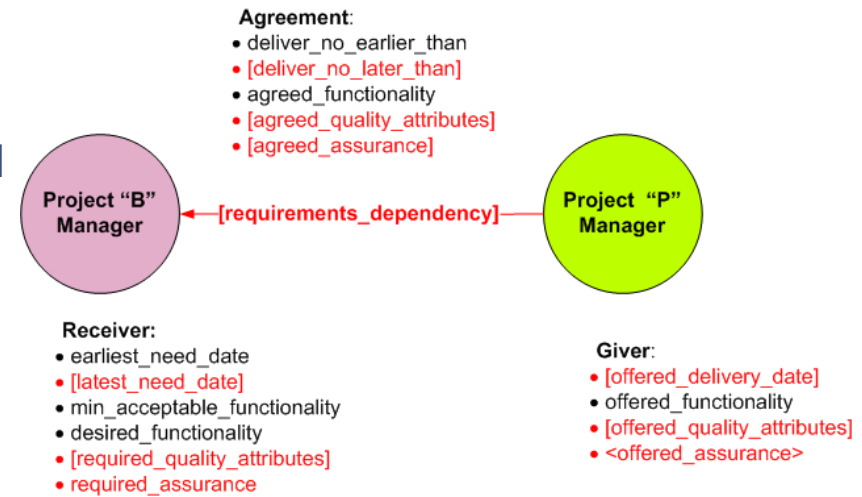 Agreement:
• deliver_no_earlier_than
• [deliver_no_later_than]
• agreed_functionality
• [agreed_quality_attributes]
• [agreed_assurance]
Project “B”
Manager
[requirements_dependency]
Project “P”
Manager
Receiver:
• earliest_need_date
• [latest_need_date]
• min_acceptable_functionality
• desired_functionality
• [required_quality_attributes]
• required_assurance
Giver:
• [offered_delivery_date]
• offered_functionality
• [offered_quality_attributes]
• <offered_assurance>